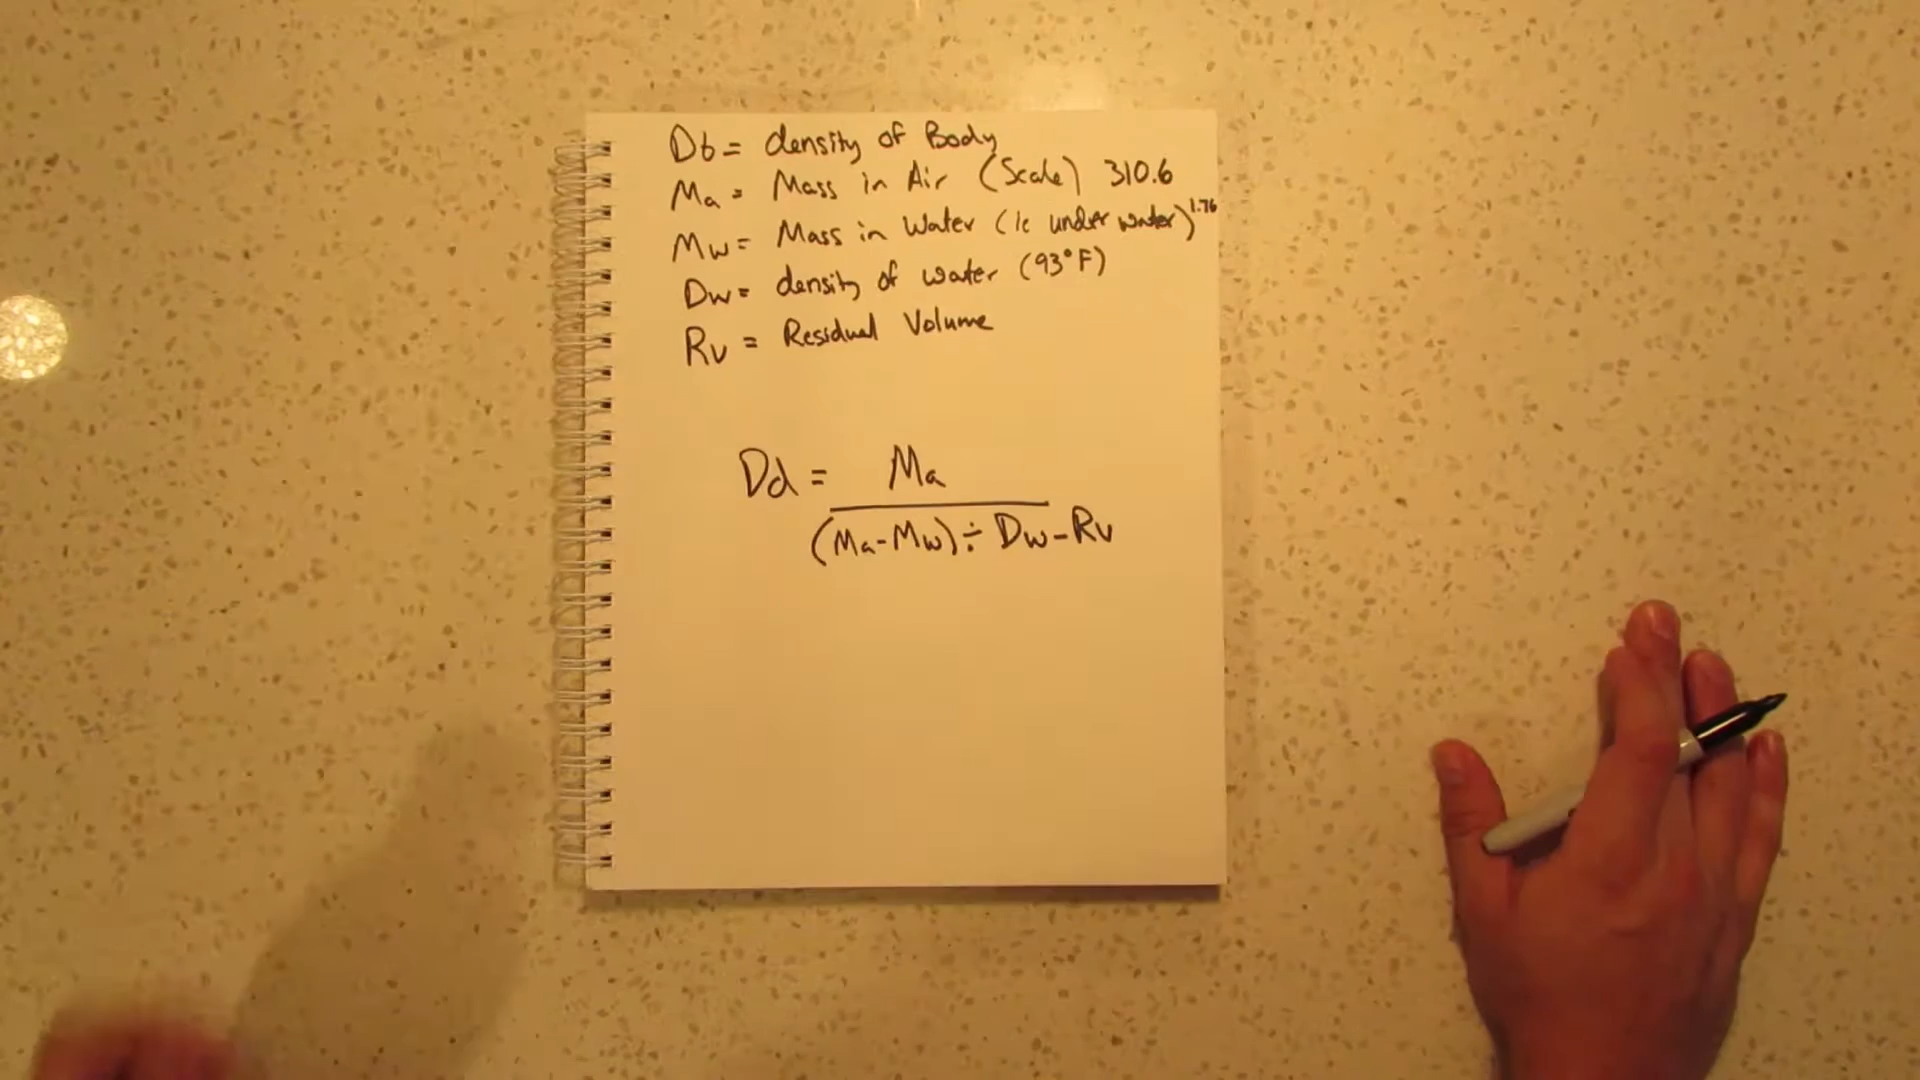 Db = density of Body
Ma = Mass in Air (Scale) 310.6
Mw = Mass in Water (ie under water) 1.76
Dw = density of water (93°F)
Rv = Residual Volume
Dd = Ma
(Ma-Mw) ÷ Dw-Rv